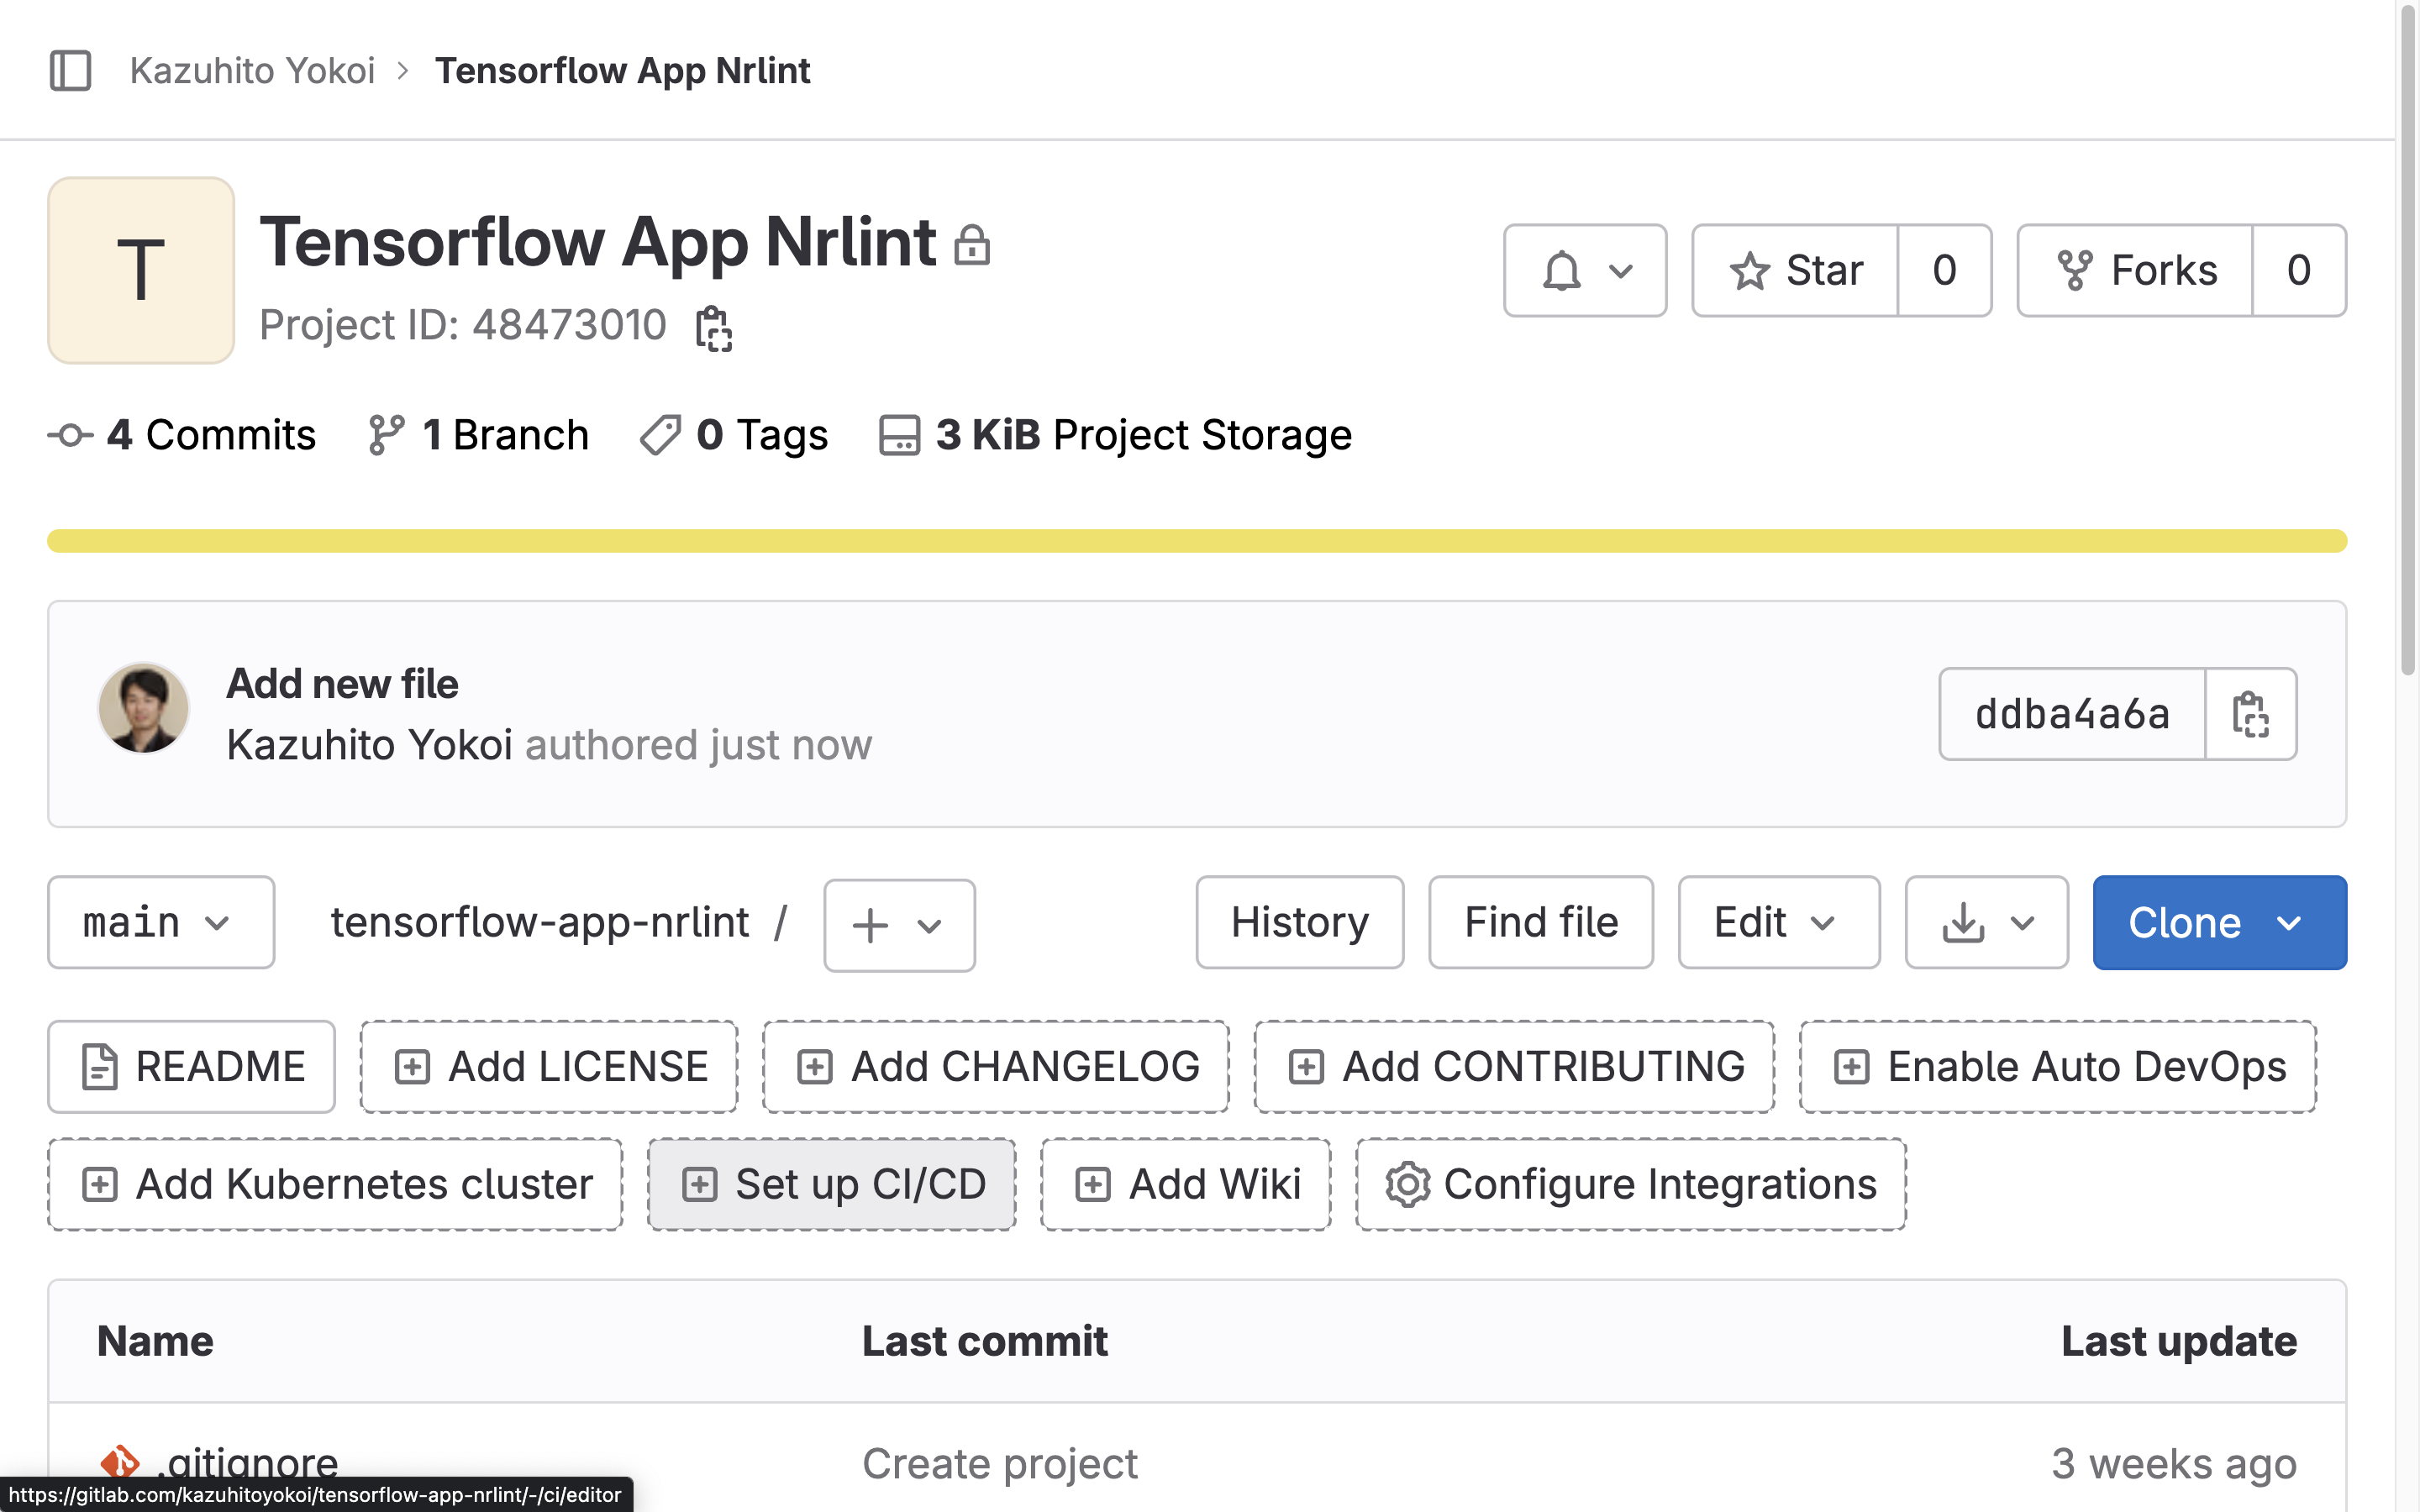 Kazuhito Yokoi > Tensorflow App Nrlint
T
Tensorflow App Nrlint
Project ID: 48473010
Star 0 Forks 0
4 Commits 1 Branch 0 Tags 3 KiB Project Storage
Add new file
Kazuhito Yokoi authored just now
ddba4a6a
main tensorflow-app-nrlint / + History Find file Edit Clone
README Add LICENSE Add CHANGELOG Add CONTRIBUTING Enable Auto DevOps
Add Kubernetes cluster Set up CI/CD Add Wiki Configure Integrations
Name Last commit Last update
.gitignore Create project 3 weeks ago
https://gitlab.com/kazuhitoyokoi/tensorflow-app-nrlint/-/ci/editor